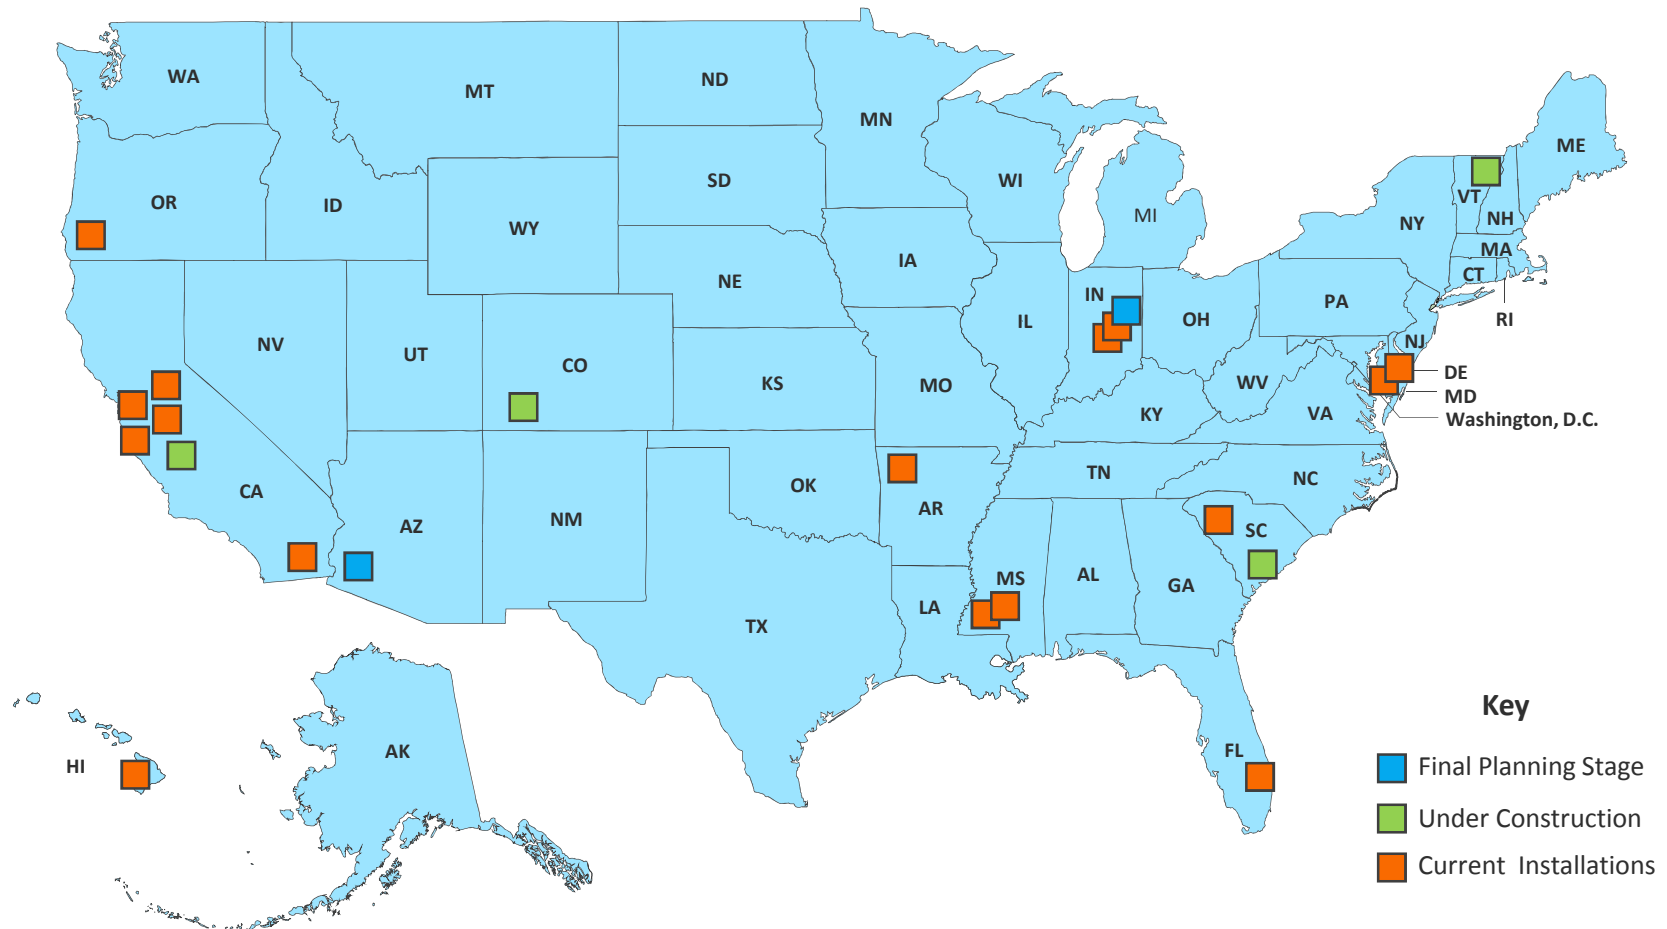 WA
MT
ND
MN
ME
OR
ID
SD
WI
MI
VT
NH
NY
WY
MA
IA
CT
NE
IN
PA
RI
IL
OH
NV
UT
CO
NJ
KS
MO
WV
DE
MD
KY
VA
Washington, D.C.
CA
OK
TN
NC
AZ
NM
AR
SC
MS
AL
GA
LA
TX
HI
AK
FL
Key
Final Planning Stage
Under Construction
Current Installations